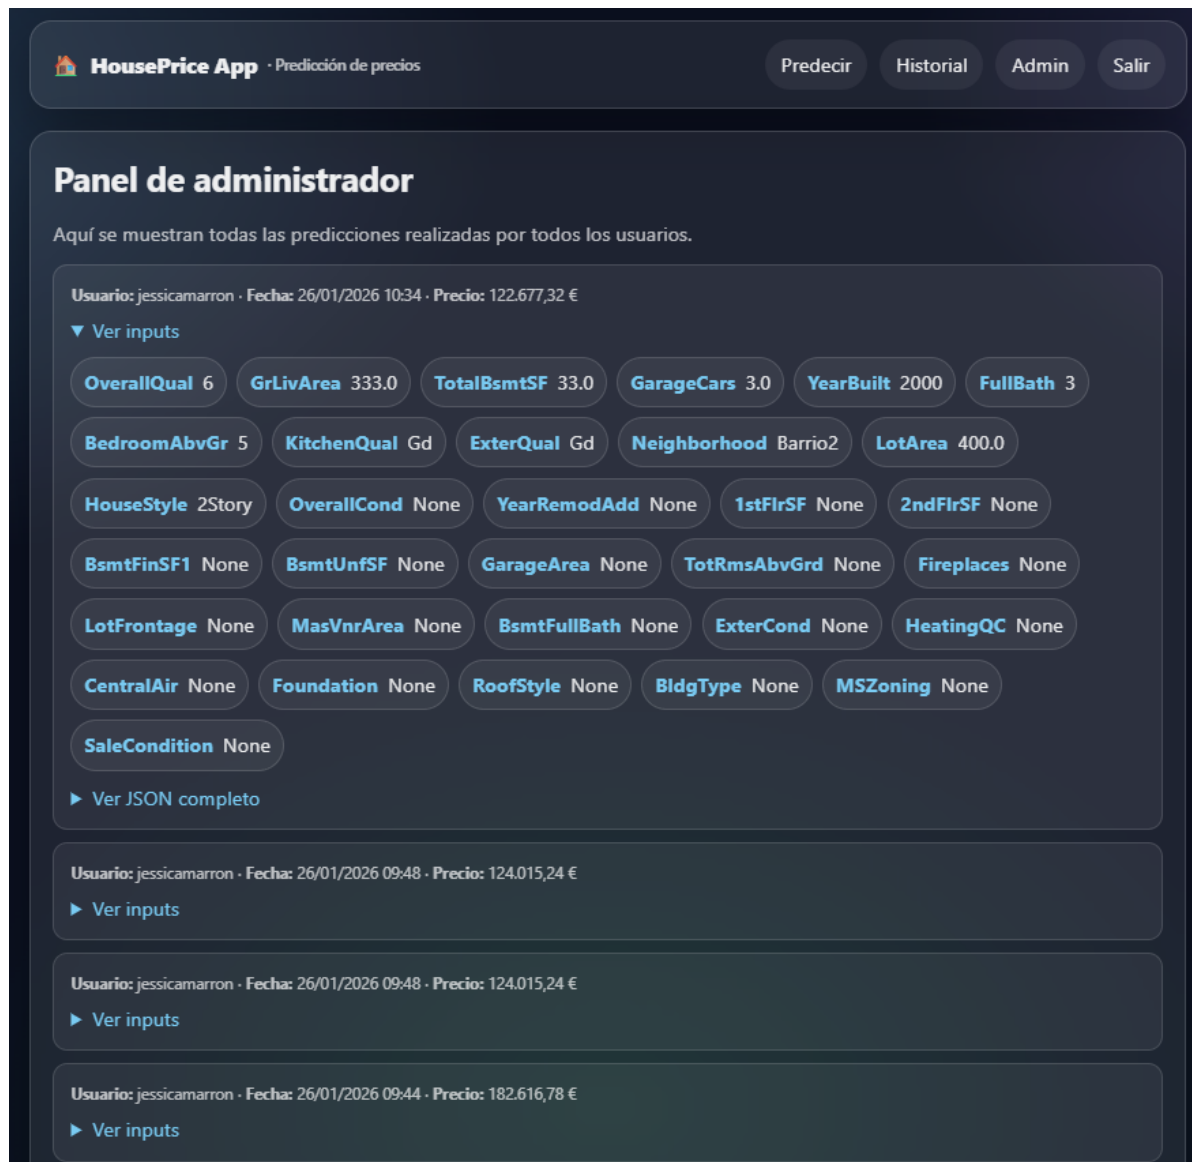 HousePrice App · Predicción de precios Predecir Historial Admin Salir
Panel de administrador
Aquí se muestran todas las predicciones realizadas por todos los usuarios.
Usuario: jessicamarron · Fecha: 26/01/2026 10:34 · Precio: 122.677,32 €
▼ Ver inputs
OverallQual 6 GrLivArea 333.0 TotalBsmtSF 33.0 GarageCars 3.0 YearBuilt 2000 FullBath 3
BedroomAbvGr 5 KitchenQual Gd ExterQual Gd Neighborhood Barrio2 LotArea 400.0
HouseStyle 2Story OverallCond None YearRemodAdd None 1stFlrSF None 2ndFlrSF None
BsmtFinSF1 None BsmtUnfSF None GarageArea None TotRmsAbvGrd None Fireplaces None
LotFrontage None MasVnrArea None BsmtFullBath None ExterCond None HeatingQC None
CentralAir None Foundation None RoofStyle None BldgType None MSZoning None
SaleCondition None
▶ Ver JSON completo
Usuario: jessicamarron · Fecha: 26/01/2026 09:48 · Precio: 124.015,24 €
▶ Ver inputs
Usuario: jessicamarron · Fecha: 26/01/2026 09:48 · Precio: 124.015,24 €
▶ Ver inputs
Usuario: jessicamarron · Fecha: 26/01/2026 09:44 · Precio: 182.616,78 €
▶ Ver inputs